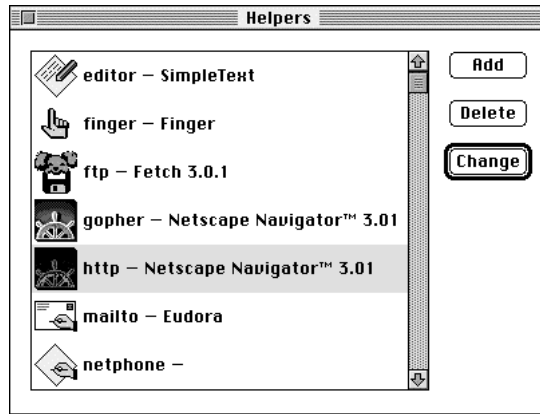 Helpers
editor – SimpleText
finger – Finger
ftp – Fetch 3.0.1
gopher – Netscape Navigator™ 3.01
http – Netscape Navigator™ 3.01
mailto – Eudora
netphone –
Add
Delete
Change